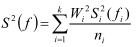 $S^2(f) = \sum_{i=1}^{k} \frac{W_i^2 S_i^2(f_i)}{n_i}$